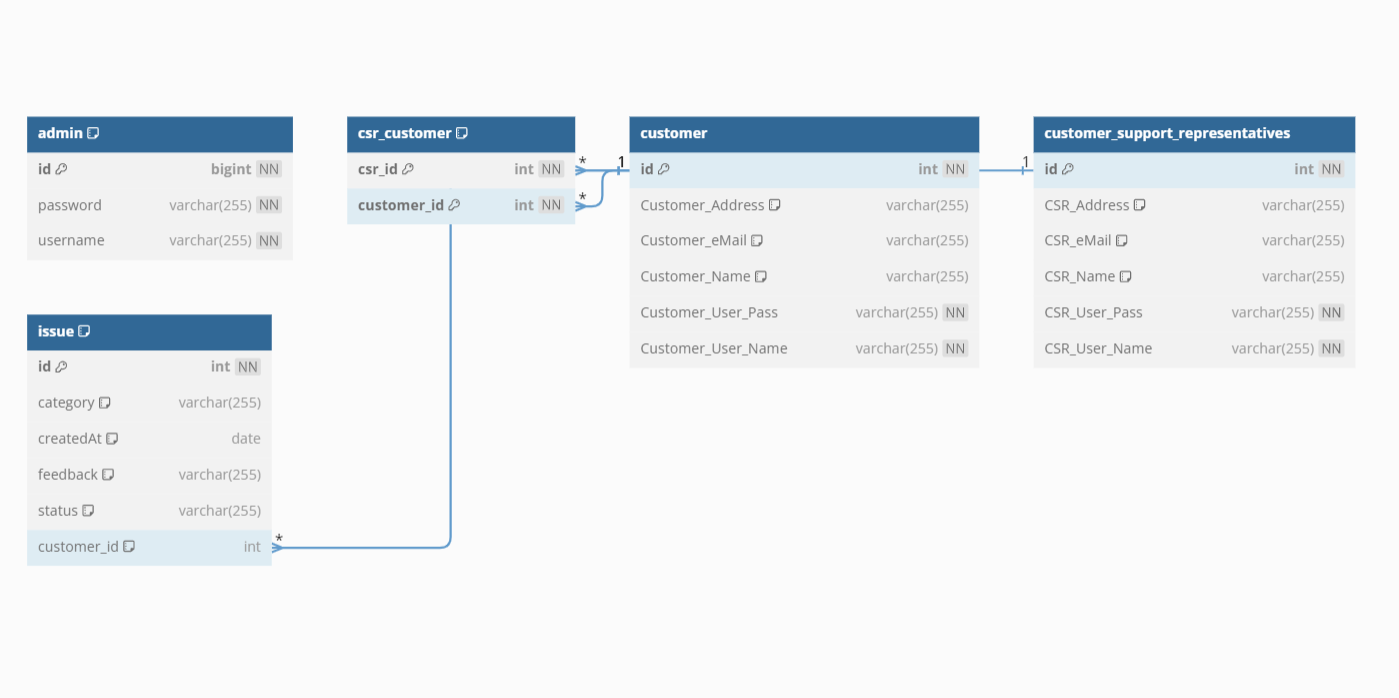 admin
id bigint NN
password varchar(255) NN
username varchar(255) NN
csr_customer
csr_id int NN
customer_id int NN
*
*
1
customer
id int NN
Customer_Address varchar(255)
Customer_eMail varchar(255)
Customer_Name varchar(255)
Customer_User_Pass varchar(255) NN
Customer_User_Name varchar(255) NN
1
customer_support_representatives
id int NN
CSR_Address varchar(255)
CSR_eMail varchar(255)
CSR_Name varchar(255)
CSR_User_Pass varchar(255) NN
CSR_User_Name varchar(255) NN
issue
id int NN
category varchar(255)
createdAt date
feedback varchar(255)
status varchar(255)
customer_id int
*